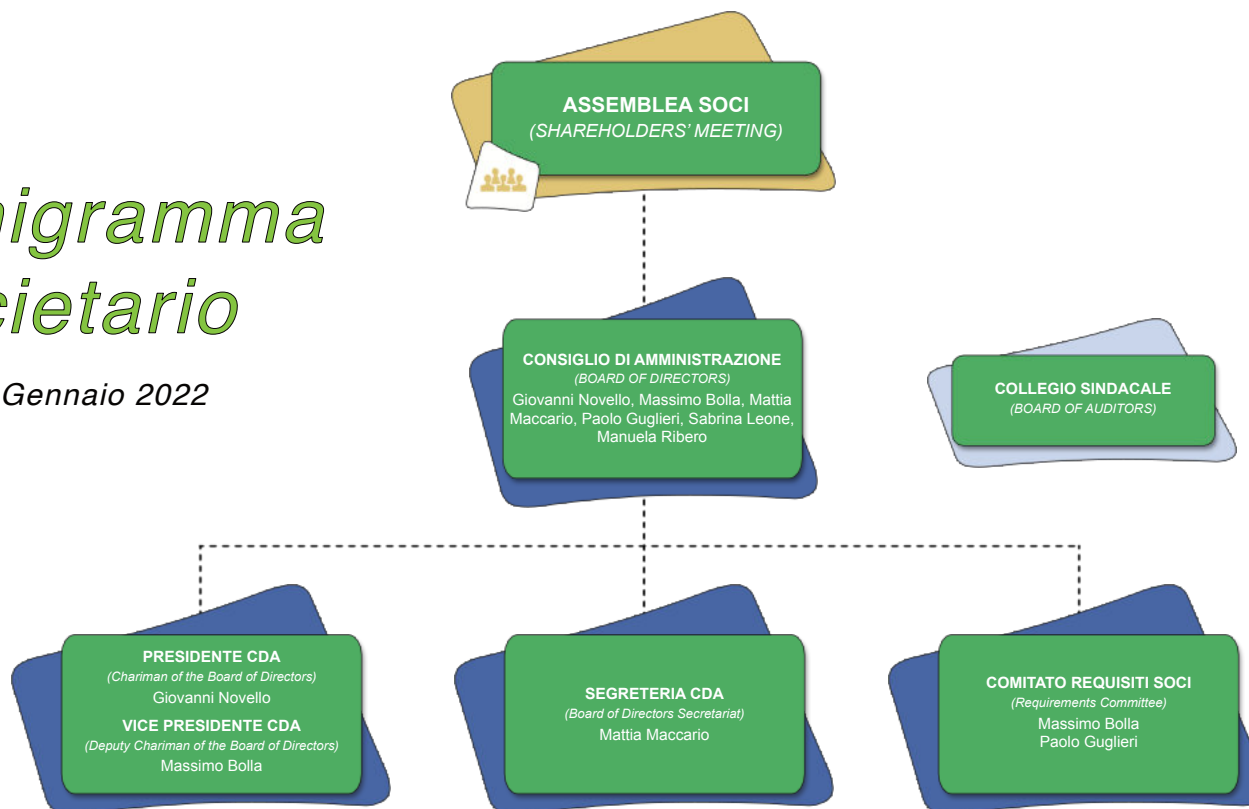 ASSEMBLEA SOCI
(SHAREHOLDERS' MEETING)
nigramma
cietario
Gennaio 2022
CONSIGLIO DI AMMINISTRAZIONE
(BOARD OF DIRECTORS)
Giovanni Novello, Massimo Bolla, Mattia
Maccario, Paolo Guglieri, Sabrina Leone,
Manuela Ribero
COLLEGIO SINDACALE
(BOARD OF AUDITORS)
PRESIDENTE CDA
(Chariman of the Board of Directors)
Giovanni Novello
VICE PRESIDENTE CDA
(Deputy Chariman of the Board of Directors)
Massimo Bolla
SEGRETERIA CDA
(Board of Directors Secretariat)
Mattia Maccario
COMITATO REQUISITI SOCI
(Requirements Committee)
Massimo Bolla
Paolo Guglieri